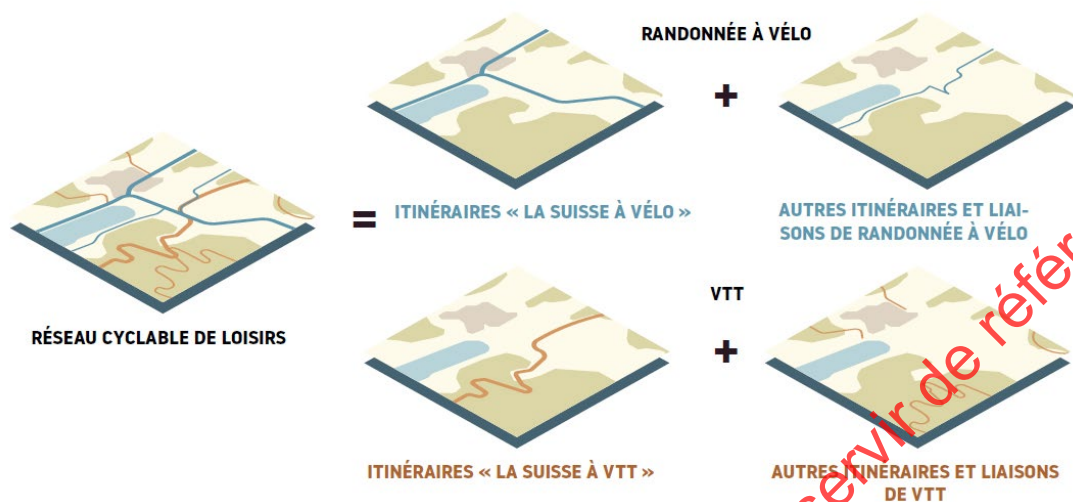 RANDONNÉE À VÉLO
+
=
ITINÉRAIRES « LA SUISSE À VÉLO »
AUTRES ITINÉRAIRES ET LIAI-
SONS DE RANDONNÉE À VÉLO
RÉSEAU CYCLABLE DE LOISIRS
VTT
+
ITINÉRAIRES « LA SUISSE À VTT »
AUTRES ITINÉRAIRES ET LIAISONS
DE VTT
servir de référe